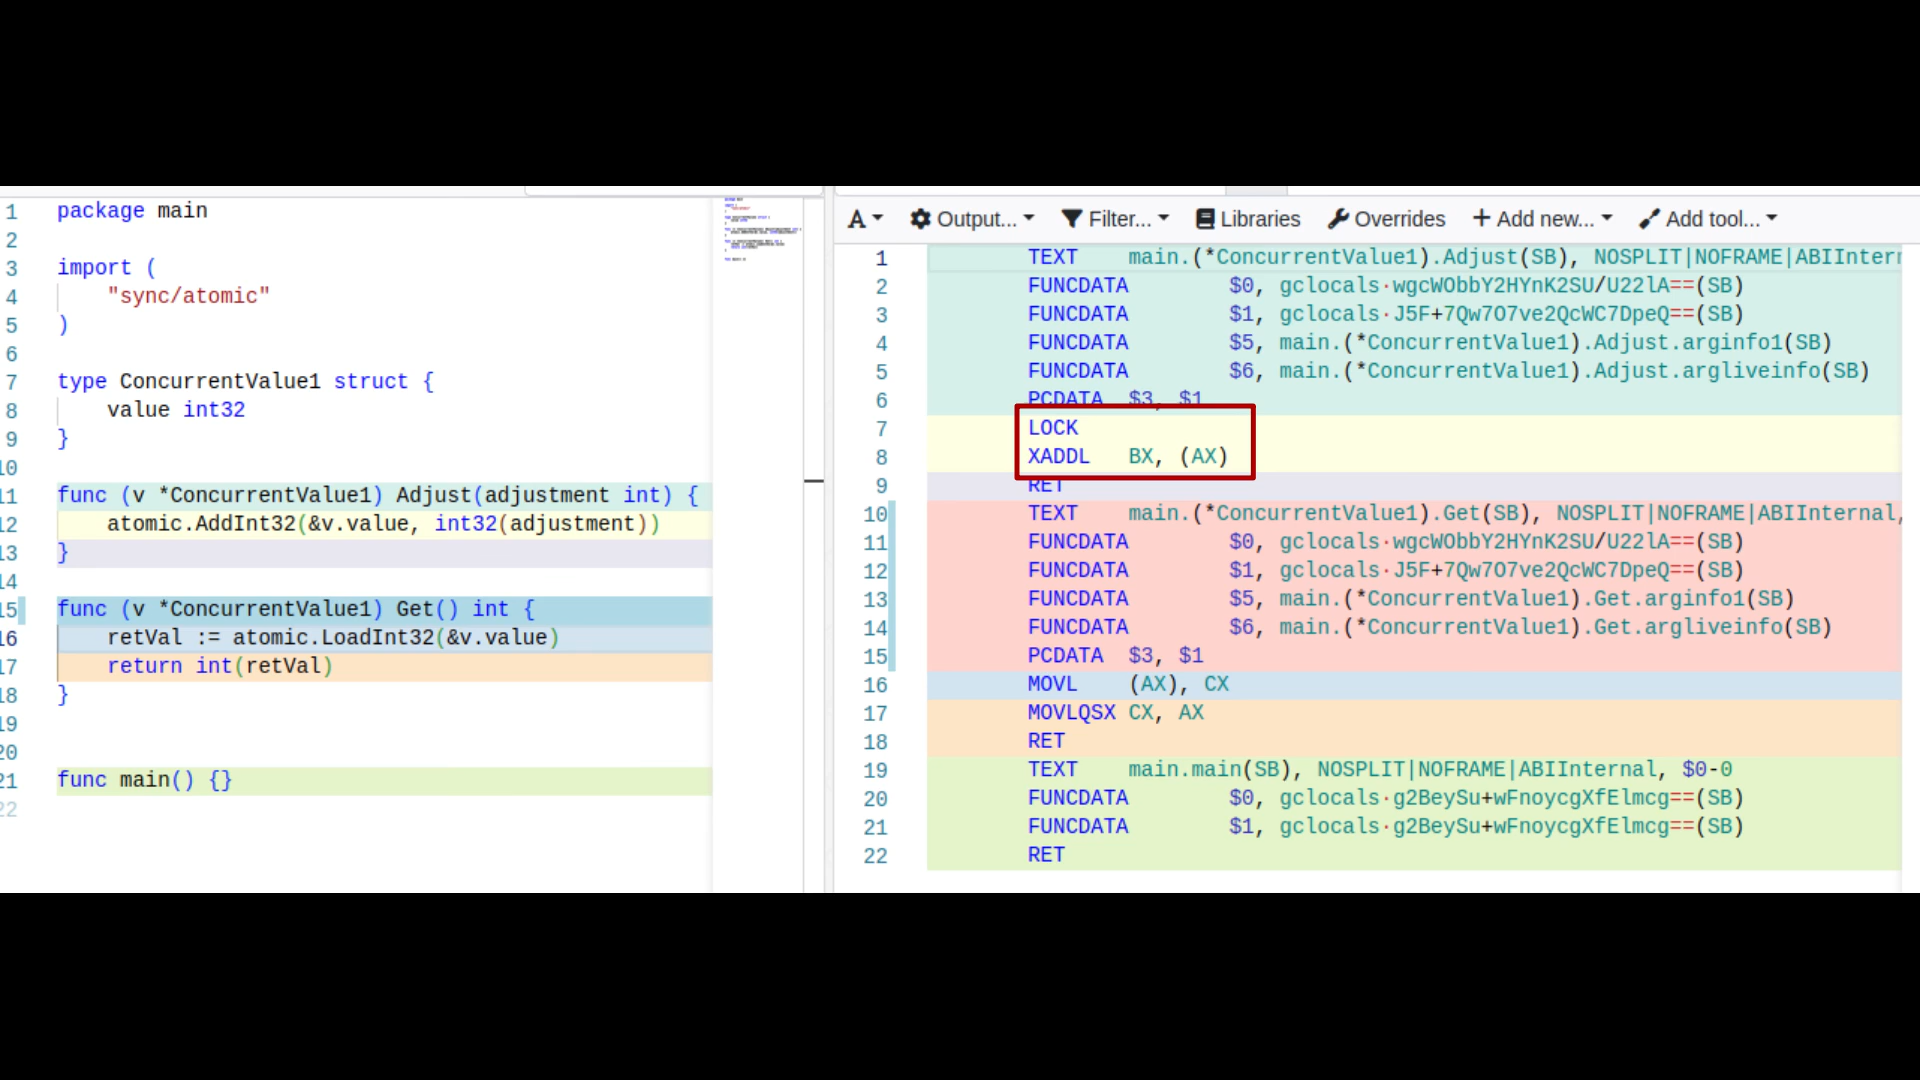 1 package main
2
3 import (
4 "sync/atomic"
5 )
6
7 type ConcurrentValue1 struct {
8 value int32
9 }
10
11 func (v *ConcurrentValue1) Adjust(adjustment int) {
12 atomic.AddInt32(&v.value, int32(adjustment))
13 }
14
15 func (v *ConcurrentValue1) Get() int {
16 retVal := atomic.LoadInt32(&v.value)
17 return int(retVal)
18 }
19
20
21 func main() {}
22
A Output... Filter... Libraries Overrides + Add new... Add tool...
1 TEXT main.(*ConcurrentValue1).Adjust(SB), NOSPLIT|NOFRAME|ABIIntern
2 FUNCDATA $0, gclocals·wgcWObbY2HYnK2SU/U22lA==(SB)
3 FUNCDATA $1, gclocals·J5F+7Qw7O7ve2QcWC7DpeQ==(SB)
4 FUNCDATA $5, main.(*ConcurrentValue1).Adjust.arginfo1(SB)
5 FUNCDATA $6, main.(*ConcurrentValue1).Adjust.argliveinfo(SB)
6 PCDATA $3, $1
7 LOCK
8 XADDL BX, (AX)
9 RET
10 TEXT main.(*ConcurrentValue1).Get(SB), NOSPLIT|NOFRAME|ABIInternal,
11 FUNCDATA $0, gclocals·wgcWObbY2HYnK2SU/U22lA==(SB)
12 FUNCDATA $1, gclocals·J5F+7Qw7O7ve2QcWC7DpeQ==(SB)
13 FUNCDATA $5, main.(*ConcurrentValue1).Get.arginfo1(SB)
14 FUNCDATA $6, main.(*ConcurrentValue1).Get.argliveinfo(SB)
15 PCDATA $3, $1
16 MOVL (AX), CX
17 MOVLQSX CX, AX
18 RET
19 TEXT main.main(SB), NOSPLIT|NOFRAME|ABIInternal, $0-0
20 FUNCDATA $0, gclocals·g2BeySu+wFnoycgXfElmcg==(SB)
21 FUNCDATA $1, gclocals·g2BeySu+wFnoycgXfElmcg==(SB)
22 RET